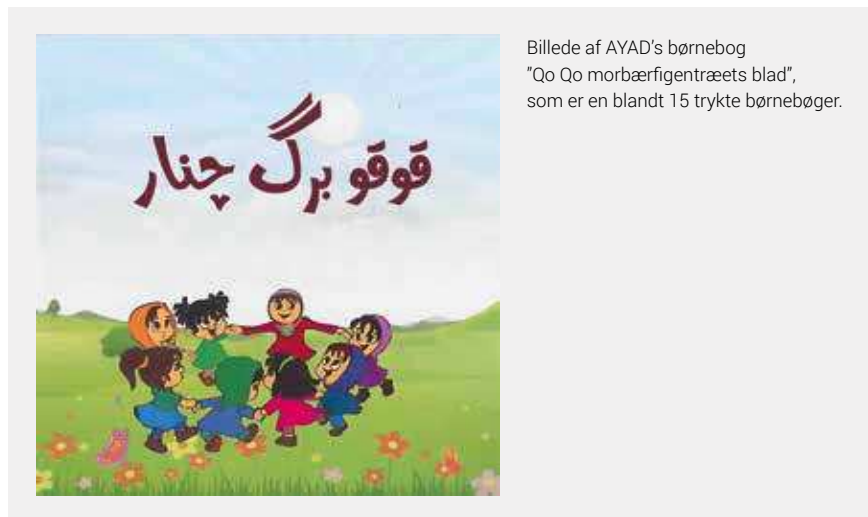 قوقو برگ چنار
Billede af AYAD’s børnebog
”Qo Qo morbærfigentræets blad”,
som er en blandt 15 trykte børnebøger.